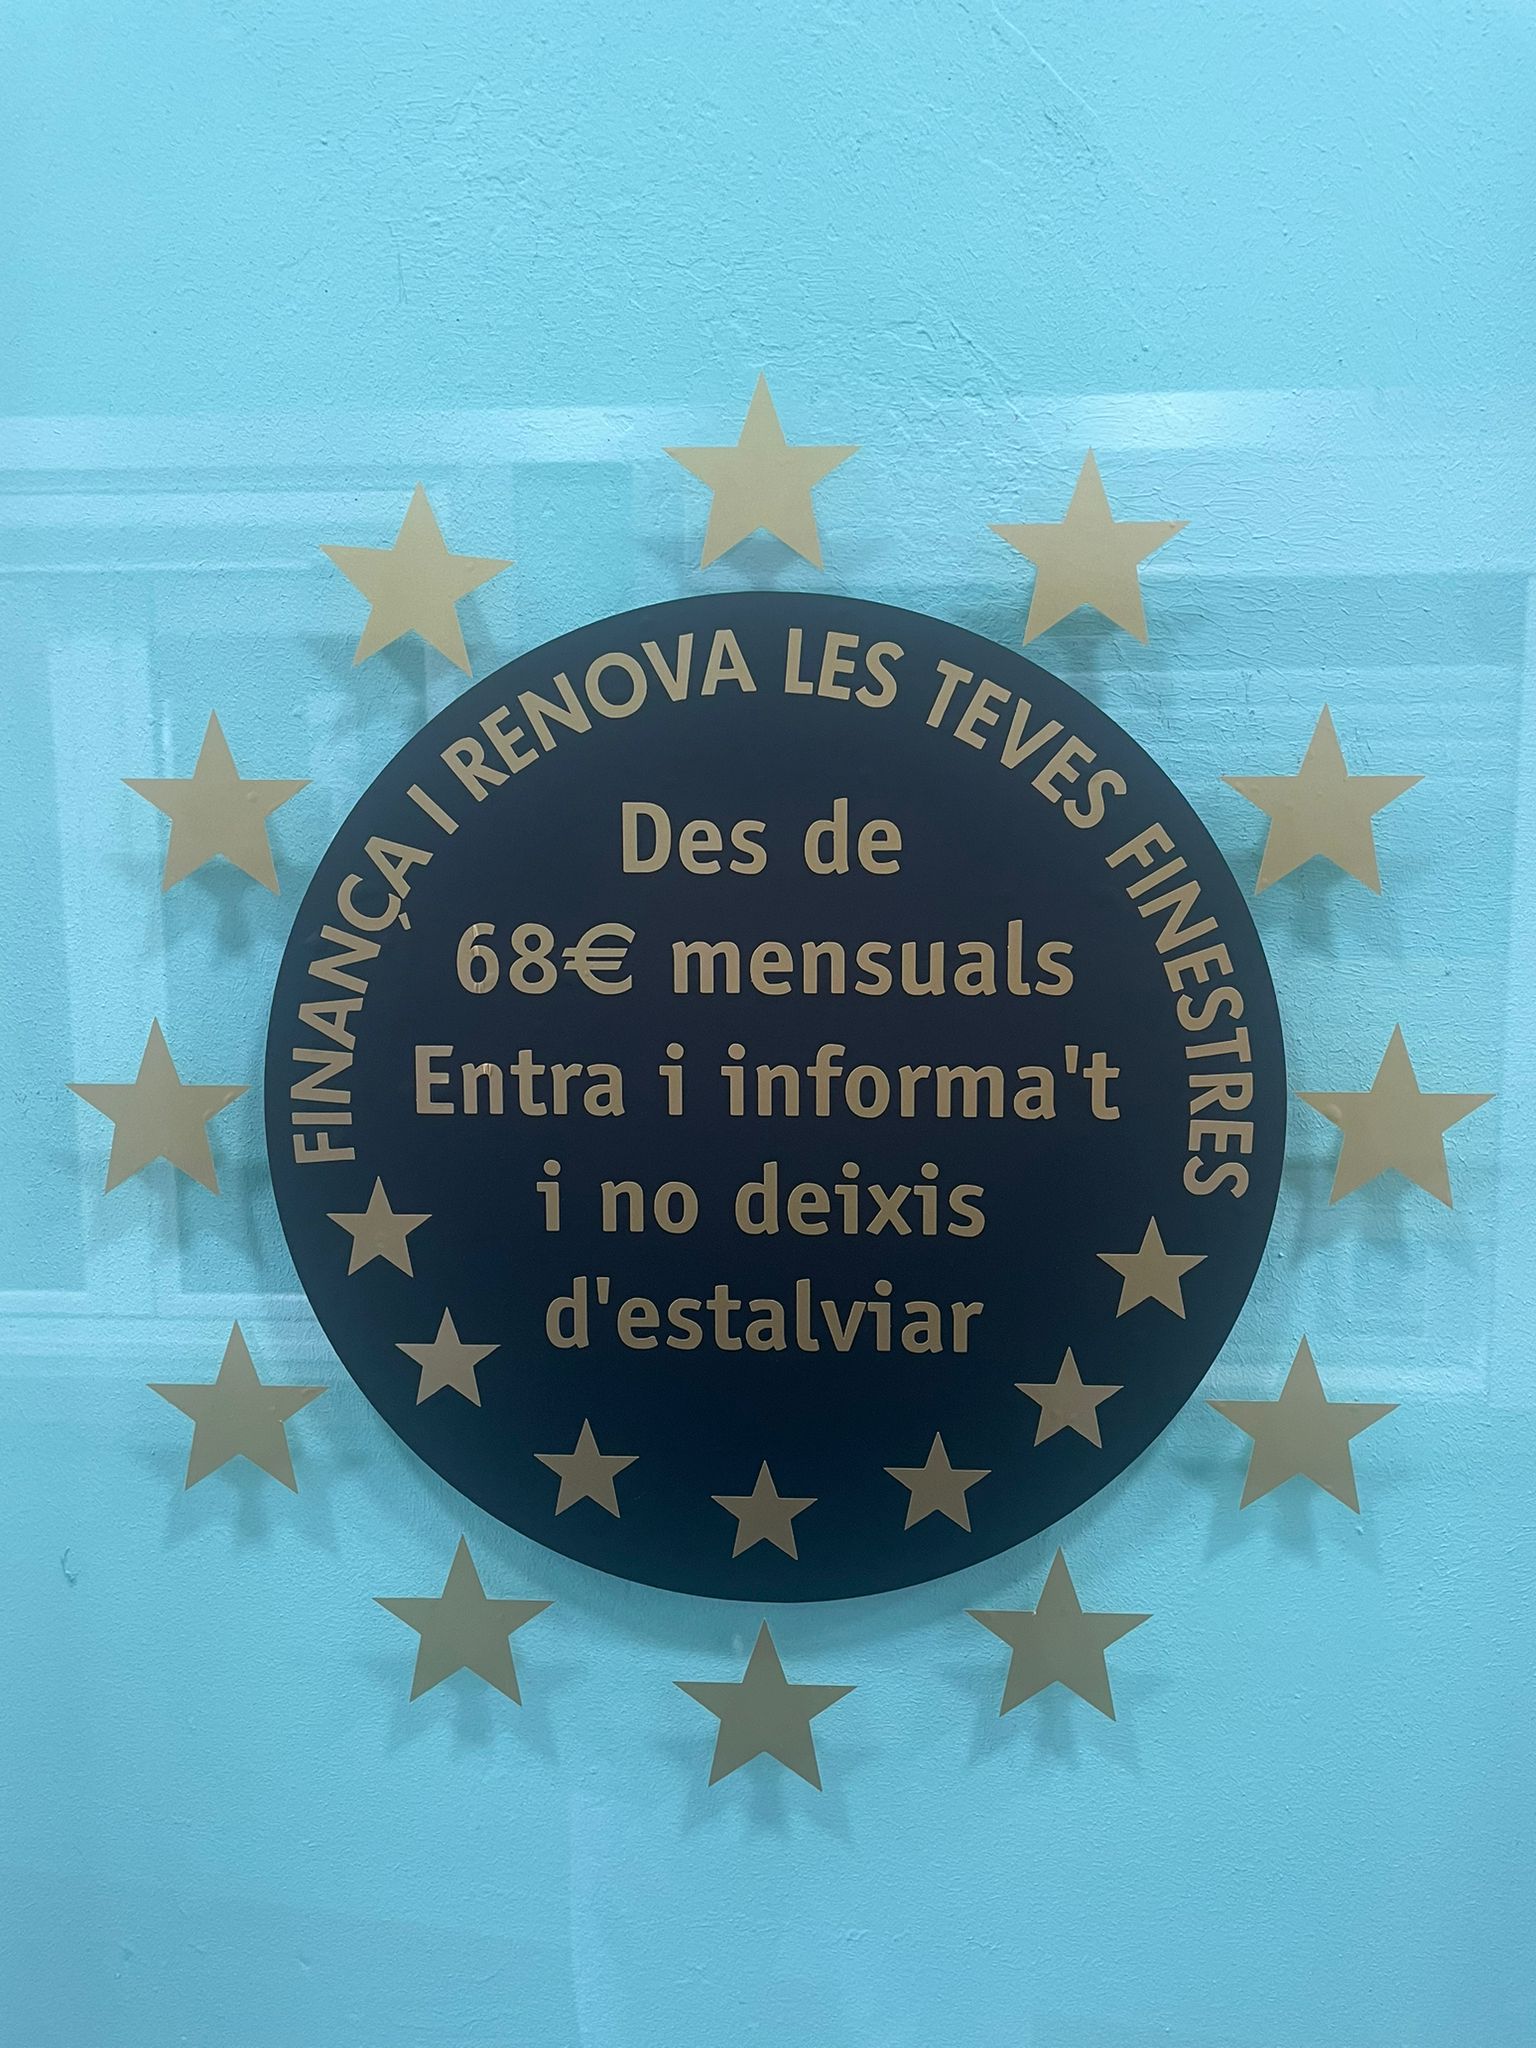 FINANÇA I RENOVA LES TEVES FINESTRES
Des de
68€ mensuals
Entra i informa't
i no deixis
d'estalviar